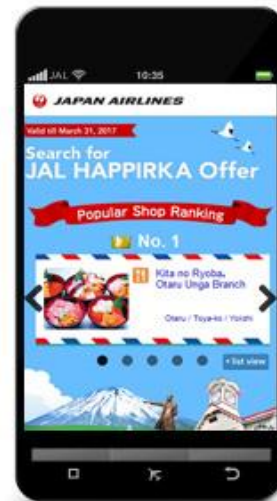 JAL 16:35
JAPAN AIRLINES
Valid till March 31, 2017
Search for
JAL HAPPIRKA Offer
Popular Shop Ranking
No. 1
Kita no Ryoba,
Otaru Unga Branch
Otaru / Toya-ko / Yoichi
list view